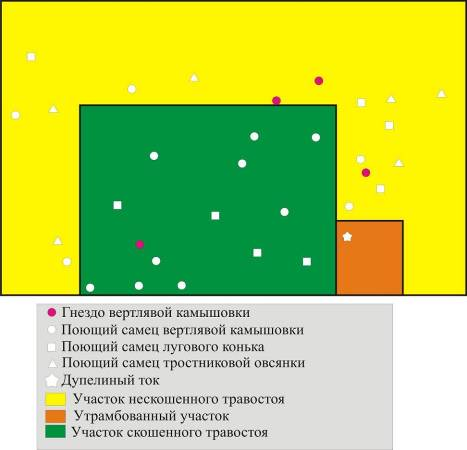 Гнездо вертлявой камышовки
Поющий самец вертлявой камышовки
Поющий самец лугового конька
Поющий самец тростниковой овсянки
Дупелиный ток
Участок нескошенного травостоя
Утрамбованный участок
Участок скошенного травостоя